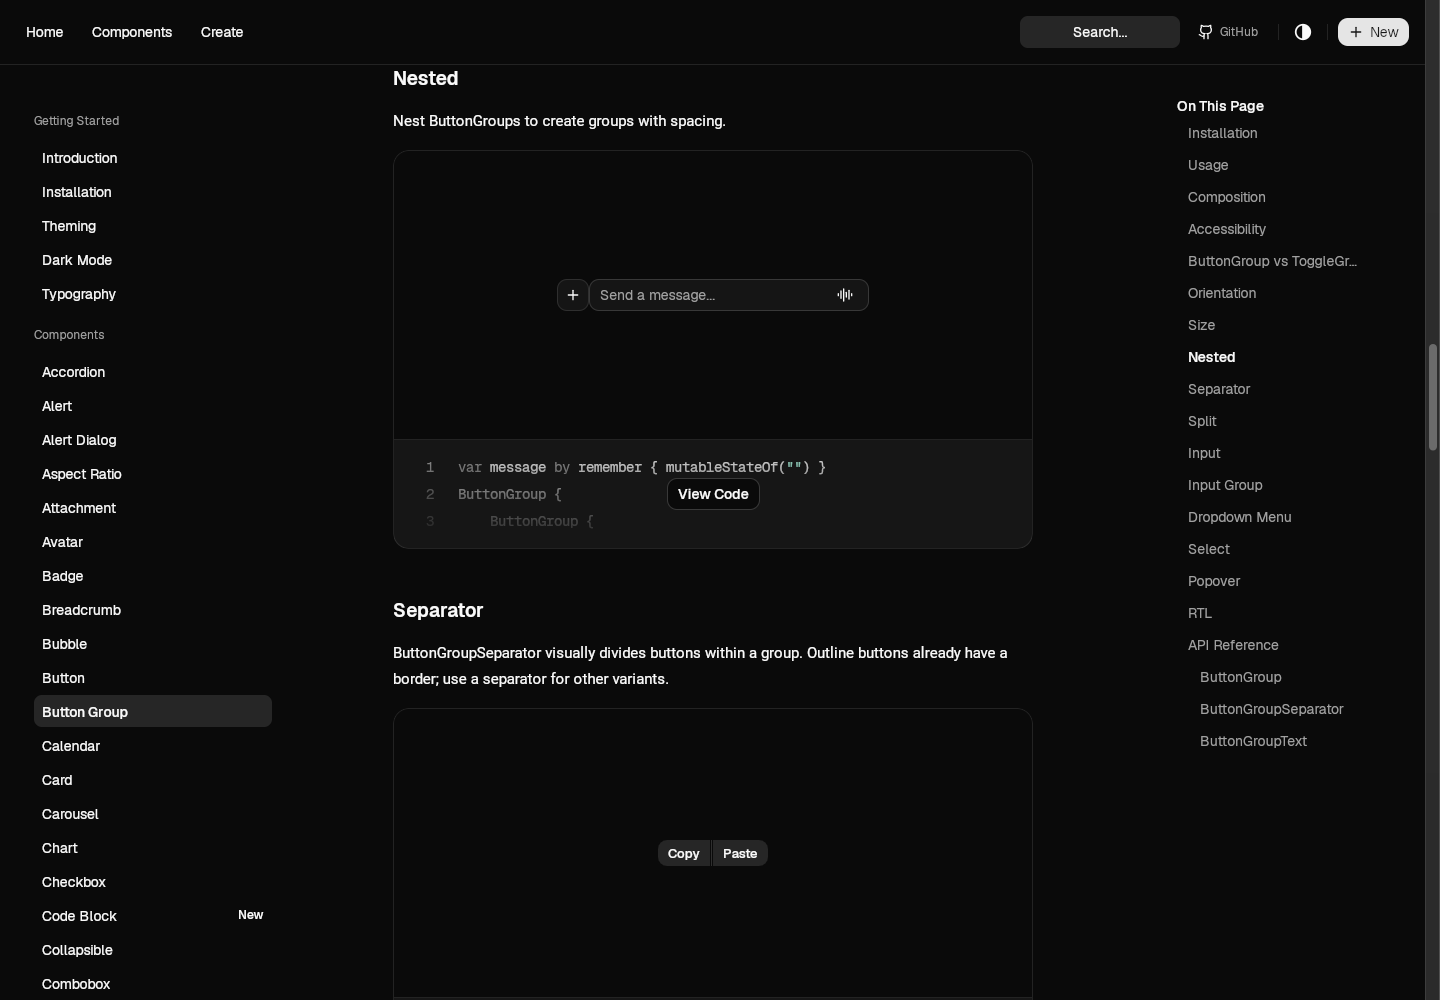 Home
Components
Create
Search...
GitHub
New
Getting Started
Introduction
Installation
Theming
Dark Mode
Typography
Components
Accordion
Alert
Alert Dialog
Aspect Ratio
Attachment
Avatar
Badge
Breadcrumb
Bubble
Button
Button Group
Calendar
Card
Carousel
Chart
Checkbox
Code Block New
Collapsible
Combobox
Nested
Nest ButtonGroups to create groups with spacing.
Send a message...
1 var message by remember { mutableStateOf("") }
2 ButtonGroup {
3 ButtonGroup {
View Code
Separator
ButtonGroupSeparator visually divides buttons within a group. Outline buttons already have a
border; use a separator for other variants.
Copy
Paste
On This Page
Installation
Usage
Composition
Accessibility
ButtonGroup vs ToggleGr...
Orientation
Size
Nested
Separator
Split
Input
Input Group
Dropdown Menu
Select
Popover
RTL
API Reference
ButtonGroup
ButtonGroupSeparator
ButtonGroupText